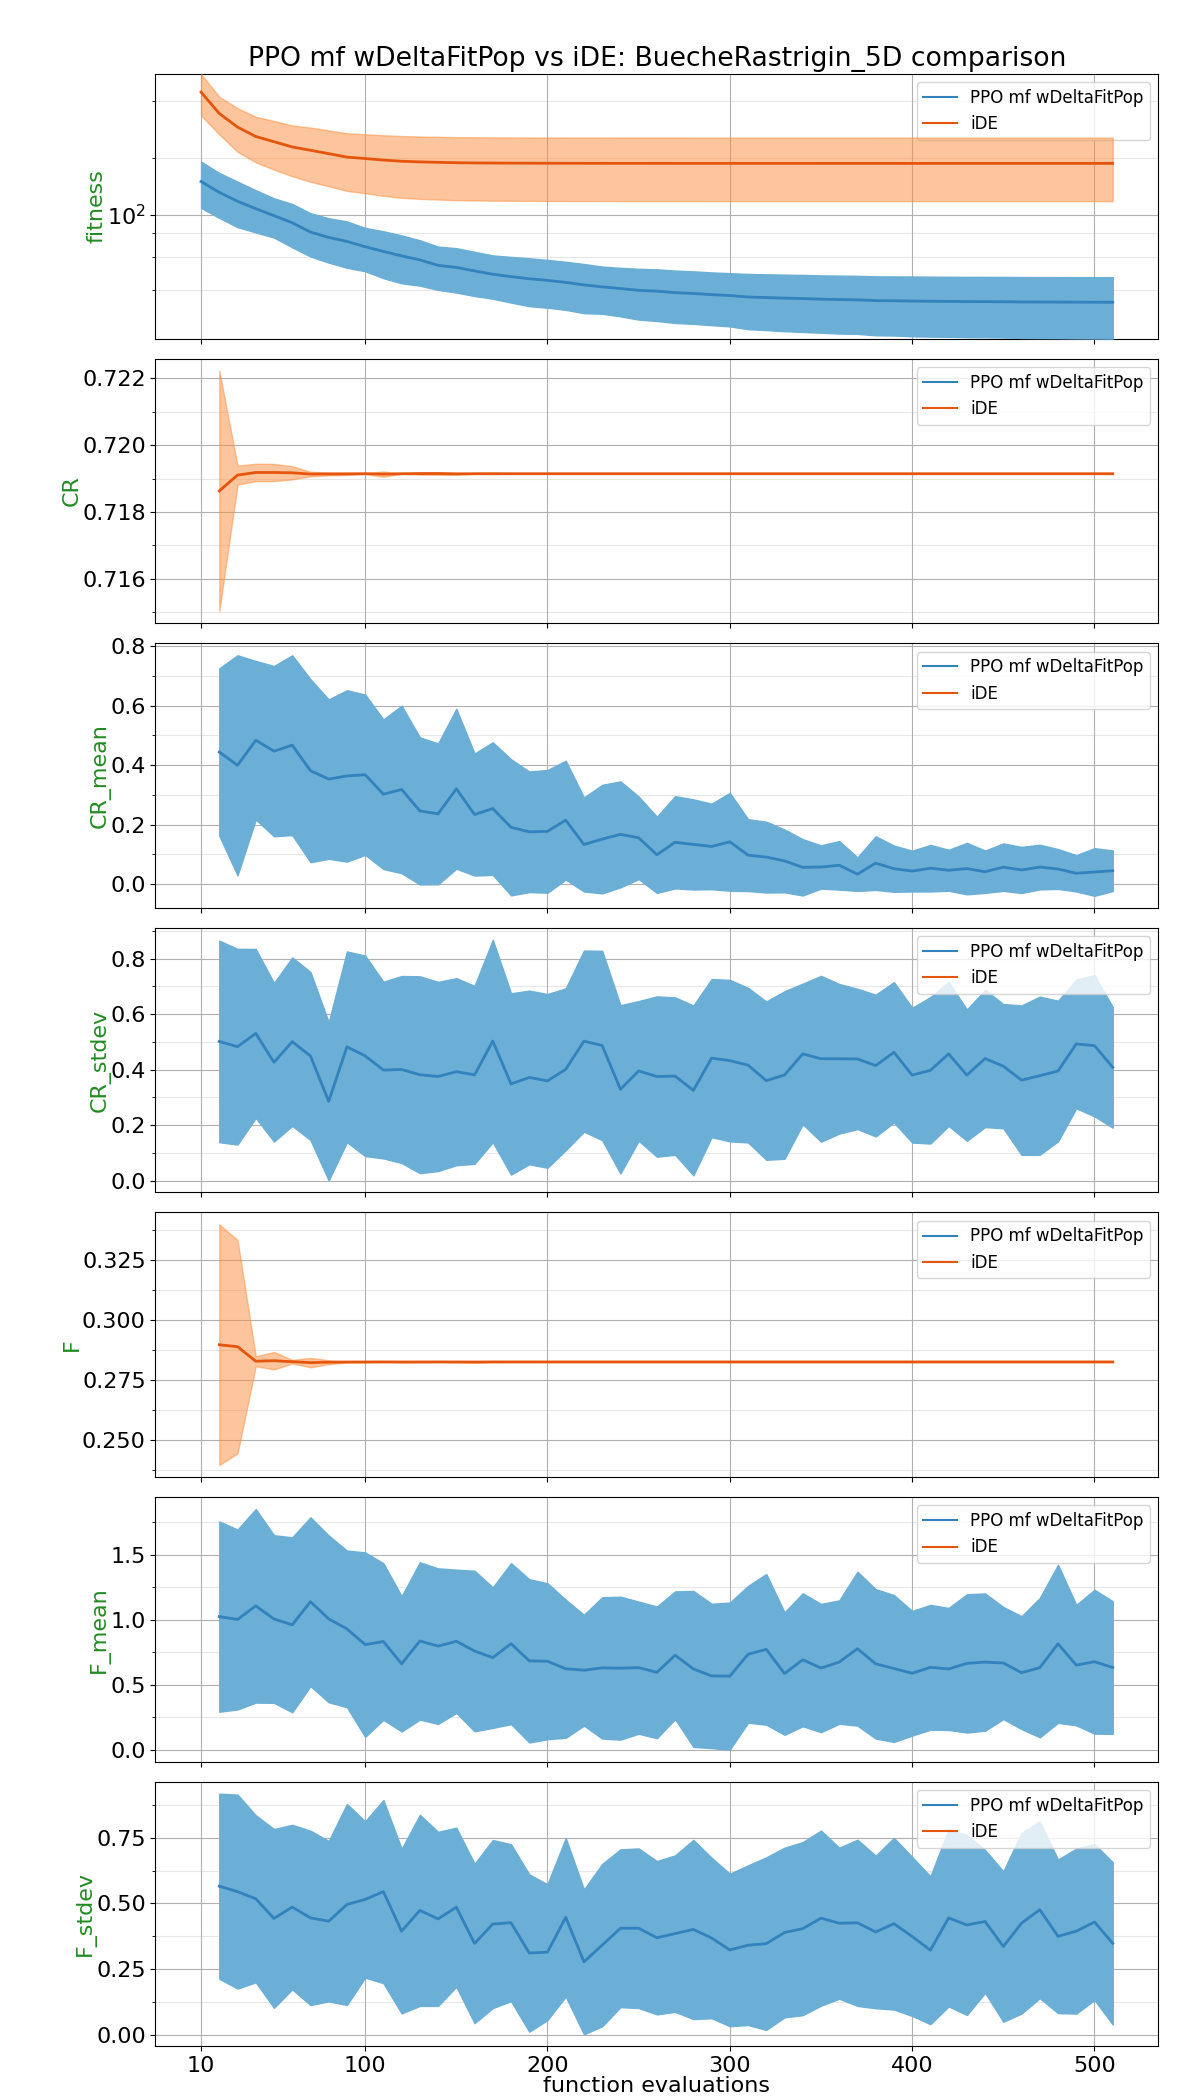 PPO mf wDeltaFitPop vs iDE: BuecheRastrigin_5D comparison
PPO mf wDeltaFitPop
iDE
fitness
10²
PPO mf wDeltaFitPop
iDE
CR
0.722
0.720
0.718
0.716
PPO mf wDeltaFitPop
iDE
CR_mean
0.8
0.6
0.4
0.2
0.0
PPO mf wDeltaFitPop
iDE
CR_stdev
0.8
0.6
0.4
0.2
0.0
PPO mf wDeltaFitPop
iDE
F
0.325
0.300
0.275
0.250
PPO mf wDeltaFitPop
iDE
F_mean
1.5
1.0
0.5
0.0
PPO mf wDeltaFitPop
iDE
F_stdev
0.75
0.50
0.25
0.00
10 100 200 300 400 500
function evaluations